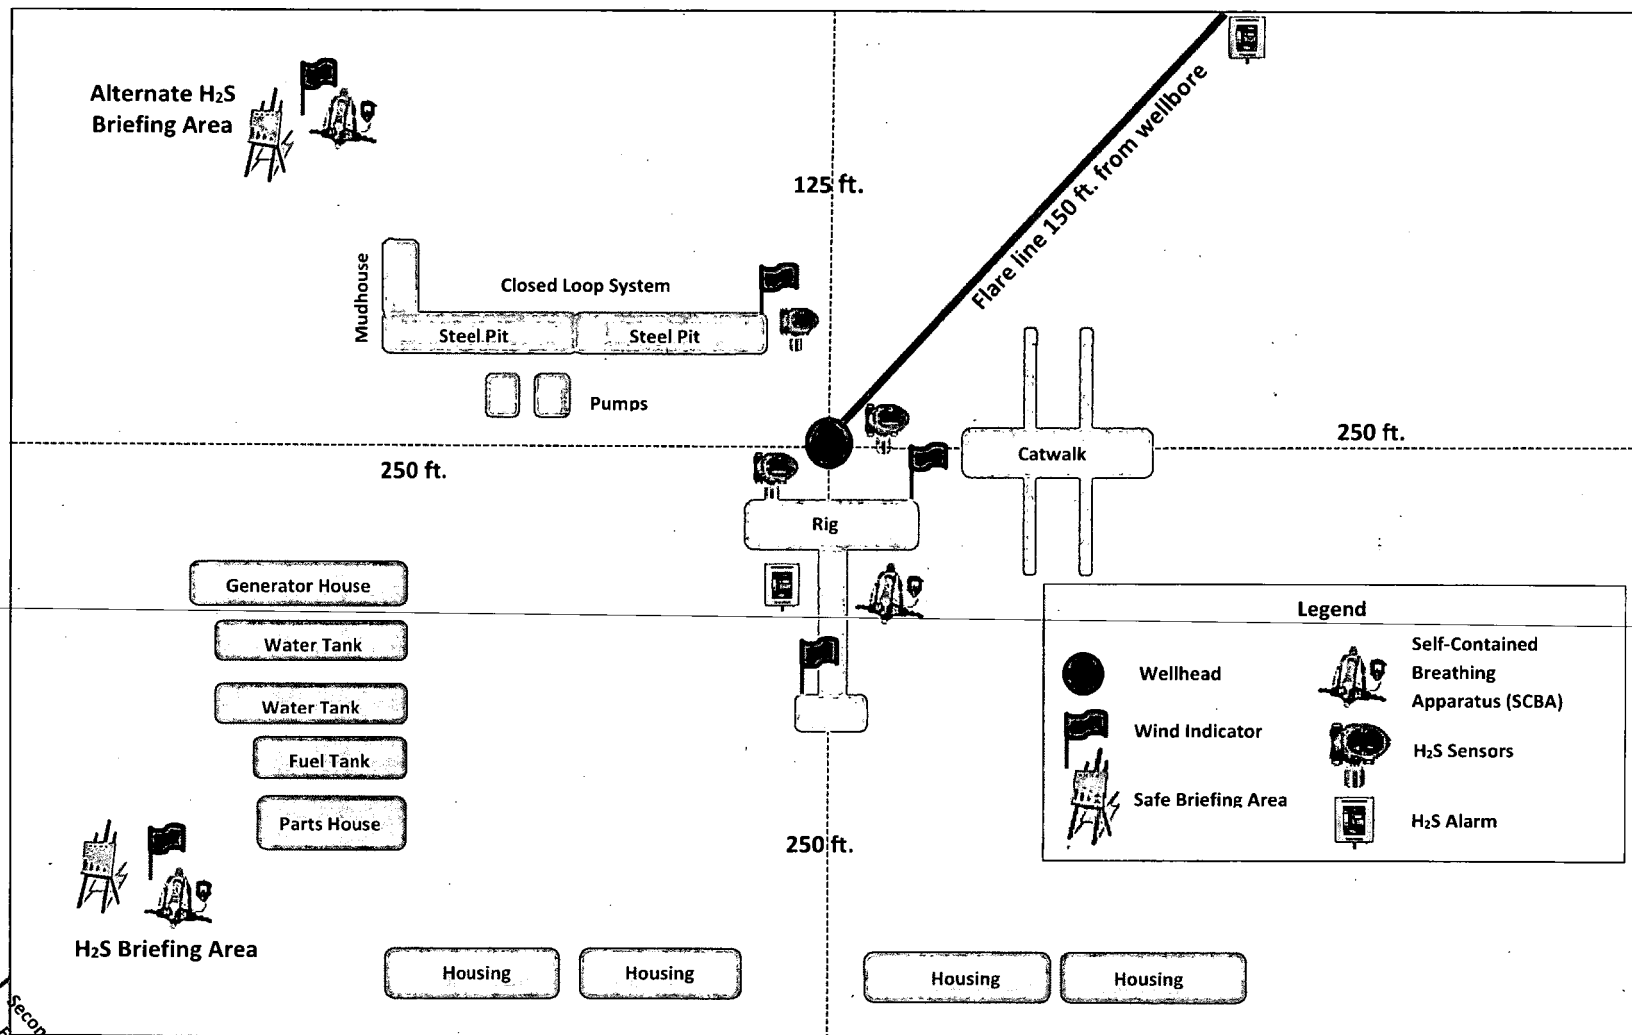 Alternate H₂S
Briefing Area
125 ft.
Flare line 150 ft. from wellbore
Mudhouse
Closed Loop System
Steel Pit
Steel Pit
Pumps
250 ft.
250 ft.
Catwalk
Rig
Generator House
Water Tank
Water Tank
Fuel Tank
Parts House
250 ft.
H₂S Briefing Area
Housing
Housing
Housing
Housing
Legend
Wellhead
Wind Indicator
Safe Briefing Area
Self-Contained
Breathing
Apparatus (SCBA)
H₂S Sensors
H₂S Alarm